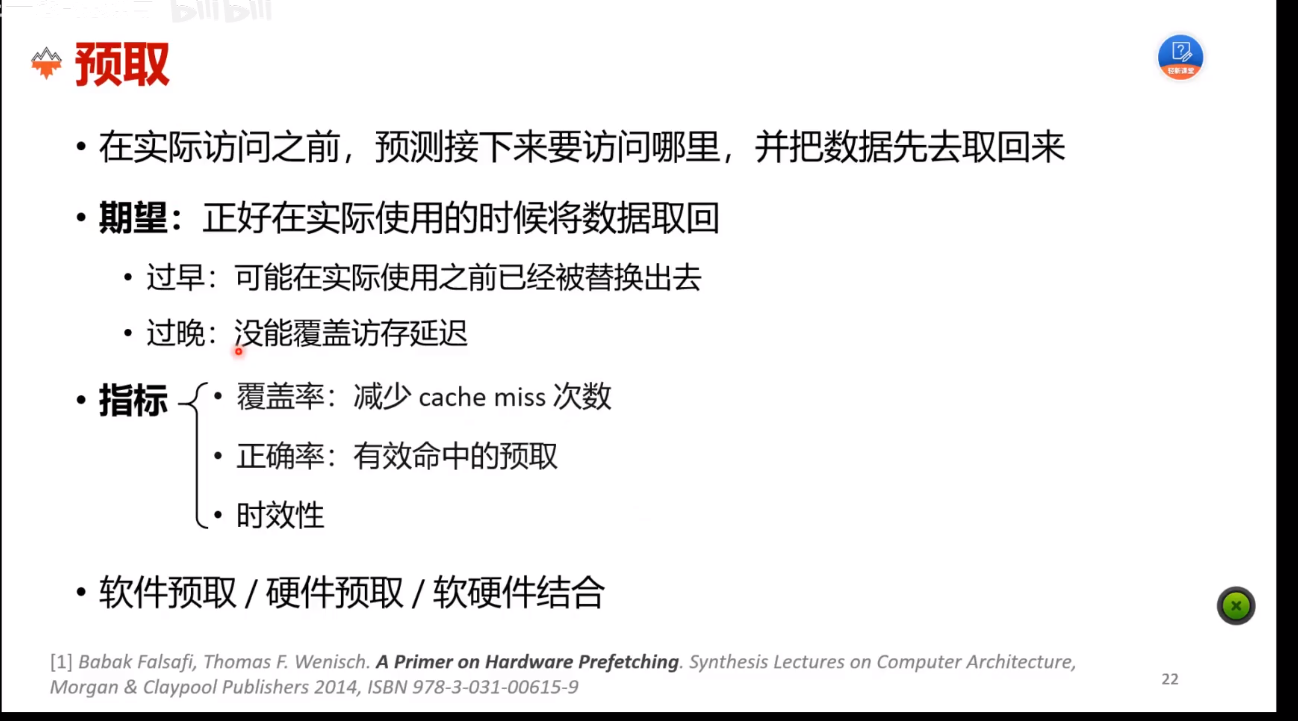 bilibili
预取
轻新课堂
• 在实际访问之前，预测接下来要访问哪里，并把数据先去取回来
• 期望：正好在实际使用的时候将数据取回
• 过早：可能在实际使用之前已经被替换出去
• 过晚：没能覆盖访存延迟
• 指标
• 覆盖率：减少 cache miss 次数
• 正确率：有效命中的预取
• 时效性
• 软件预取 / 硬件预取 / 软硬件结合
[1] Babak Falsafi, Thomas F. Wenisch. A Primer on Hardware Prefetching. Synthesis Lectures on Computer Architecture,
Morgan & Claypool Publishers 2014, ISBN 978-3-031-00615-9
22